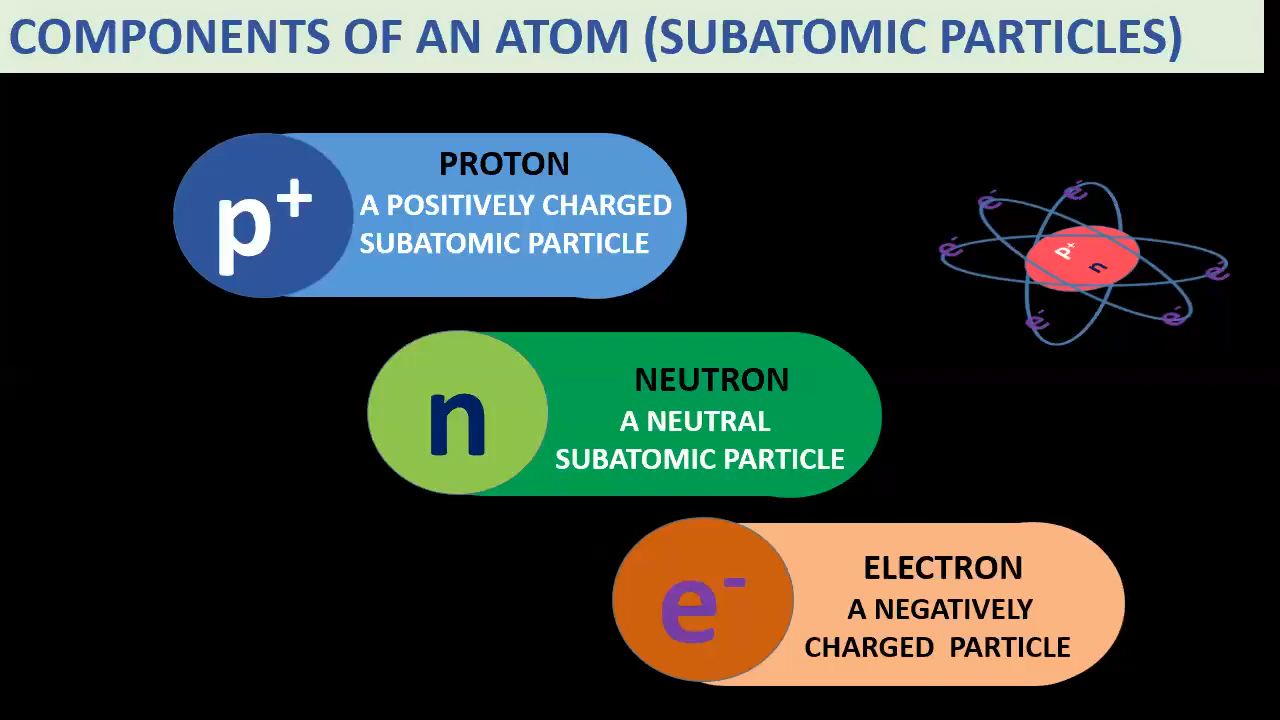 COMPONENTS OF AN ATOM (SUBATOMIC PARTICLES)
p+
PROTON
A POSITIVELY CHARGED
SUBATOMIC PARTICLE
n
NEUTRON
A NEUTRAL
SUBATOMIC PARTICLE
e-
ELECTRON
A NEGATIVELY
CHARGED PARTICLE
e-
e-
e-
p+
n
e-
e-
e-